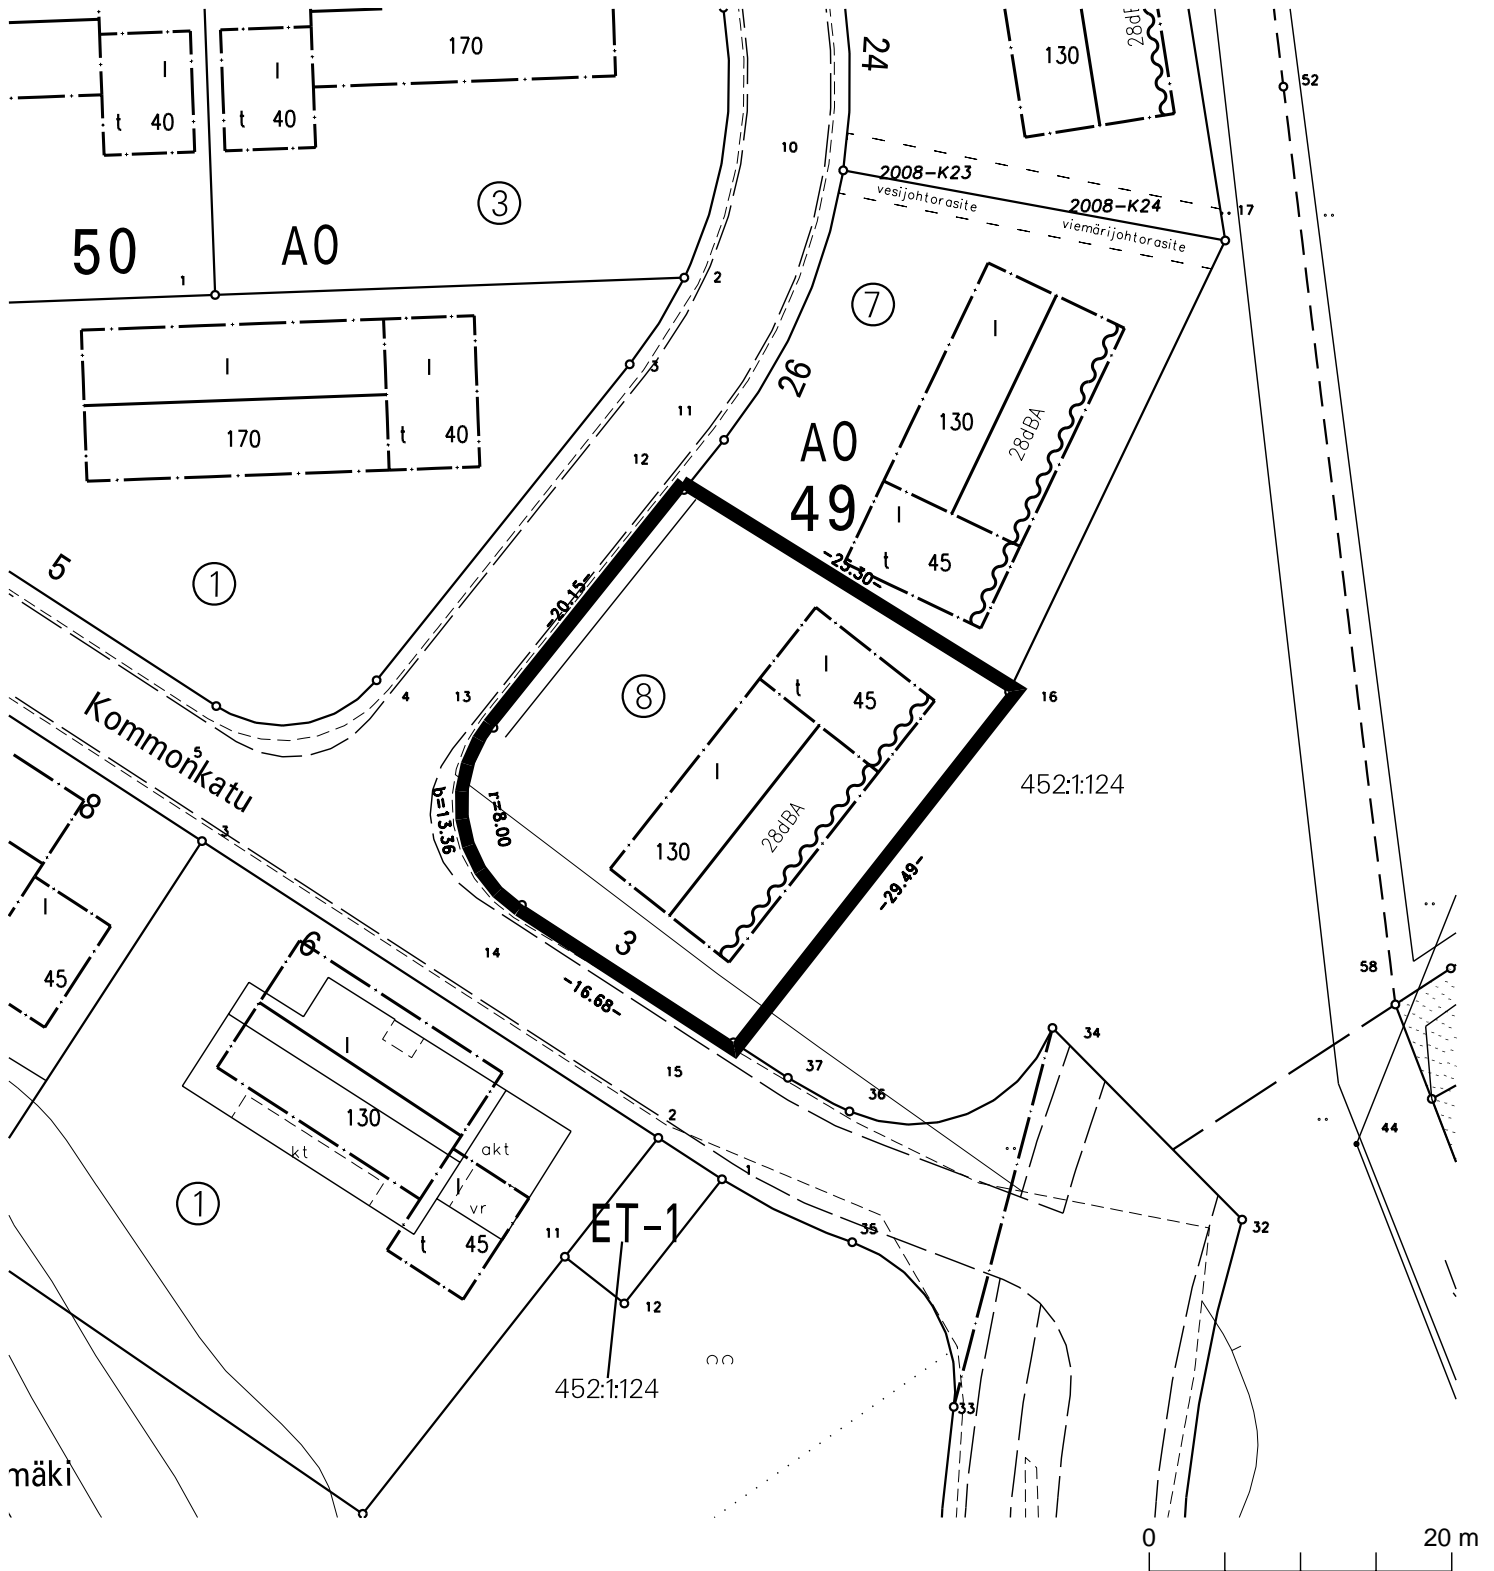 170
24
130
28dB
52
I
I
t 40
t 40
10
2008-K23
vesijohtorasite
2008-K24
viemärijohtorasite
17
3
50
AO
1
2
7
I
I
I
3
26
170
t 40
11
130
28dBA
AO
12
49
I
t 45
-25.30-
5
1
-20.15-
I
4
13
8
t
45
16
Kommonkatu
5
I
452:1:124
8
3
b=13.36
r=8.00
28dBA
130
-29.49-
I
6
3
14
58
45
-16.68-
I
34
15
37
36
130
2
44
kt
akt
1
I
1
vr
ET-1
t 45
11
35
32
12
452:1:124
33
mäki
0 20 m